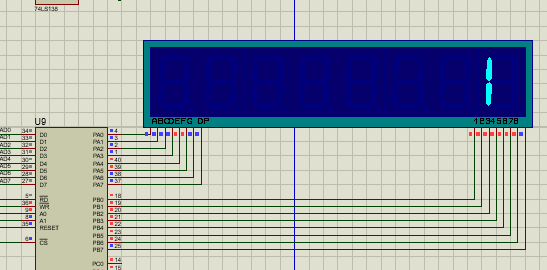 74LS138
1
ABCDEFG DP
12345678
U9
AD0 34 D0 PA0 4
AD1 33 D1 PA1 3
AD2 32 D2 PA2 2
AD3 31 D3 PA3 1
AD4 30 D4 PA4 40
AD5 29 D5 PA5 39
AD6 28 D6 PA6 38
AD7 27 D7 PA7 37
5 RD PB0 18
36 WR PB1 19
9 A0 PB2 20
8 A1 PB3 21
35 RESET PB4 22
PB5 23
6 CS PB6 24
PB7 25
PC0 14
15